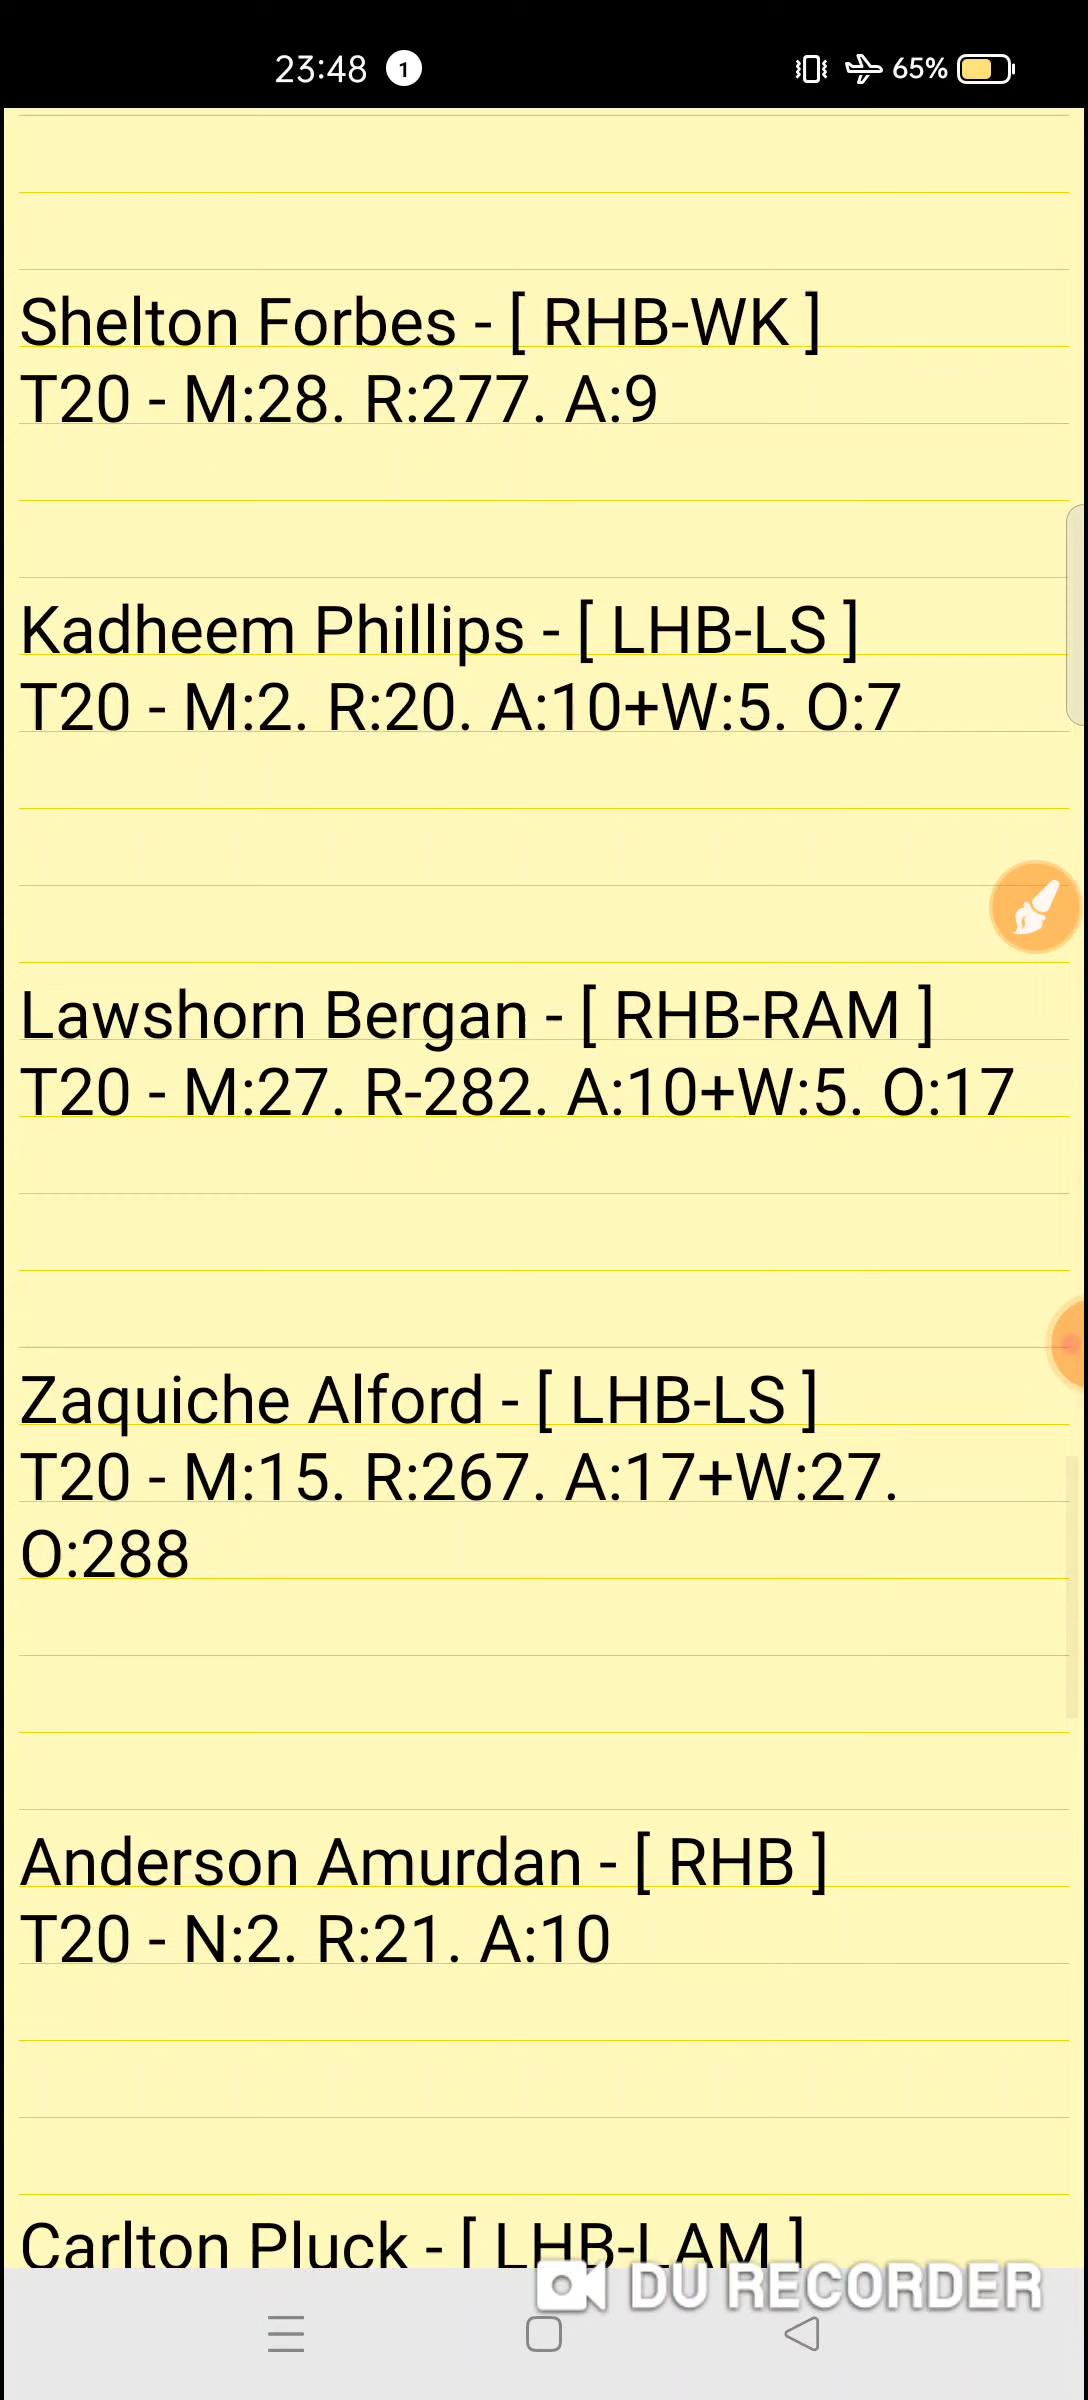 23:48 1 65%
Shelton Forbes - [ RHB-WK ]
T20 - M:28. R:277. A:9
Kadheem Phillips - [ LHB-LS ]
T20 - M:2. R:20. A:10+W:5. O:7
Lawshorn Bergan - [ RHB-RAM ]
T20 - M:27. R-282. A:10+W:5. O:17
Zaquiche Alford - [ LHB-LS ]
T20 - M:15. R:267. A:17+W:27.
O:288
Anderson Amurdan - [ RHB ]
T20 - N:2. R:21. A:10
Carlton Pluck - [ LHB-LAM ]
DU RECORDER